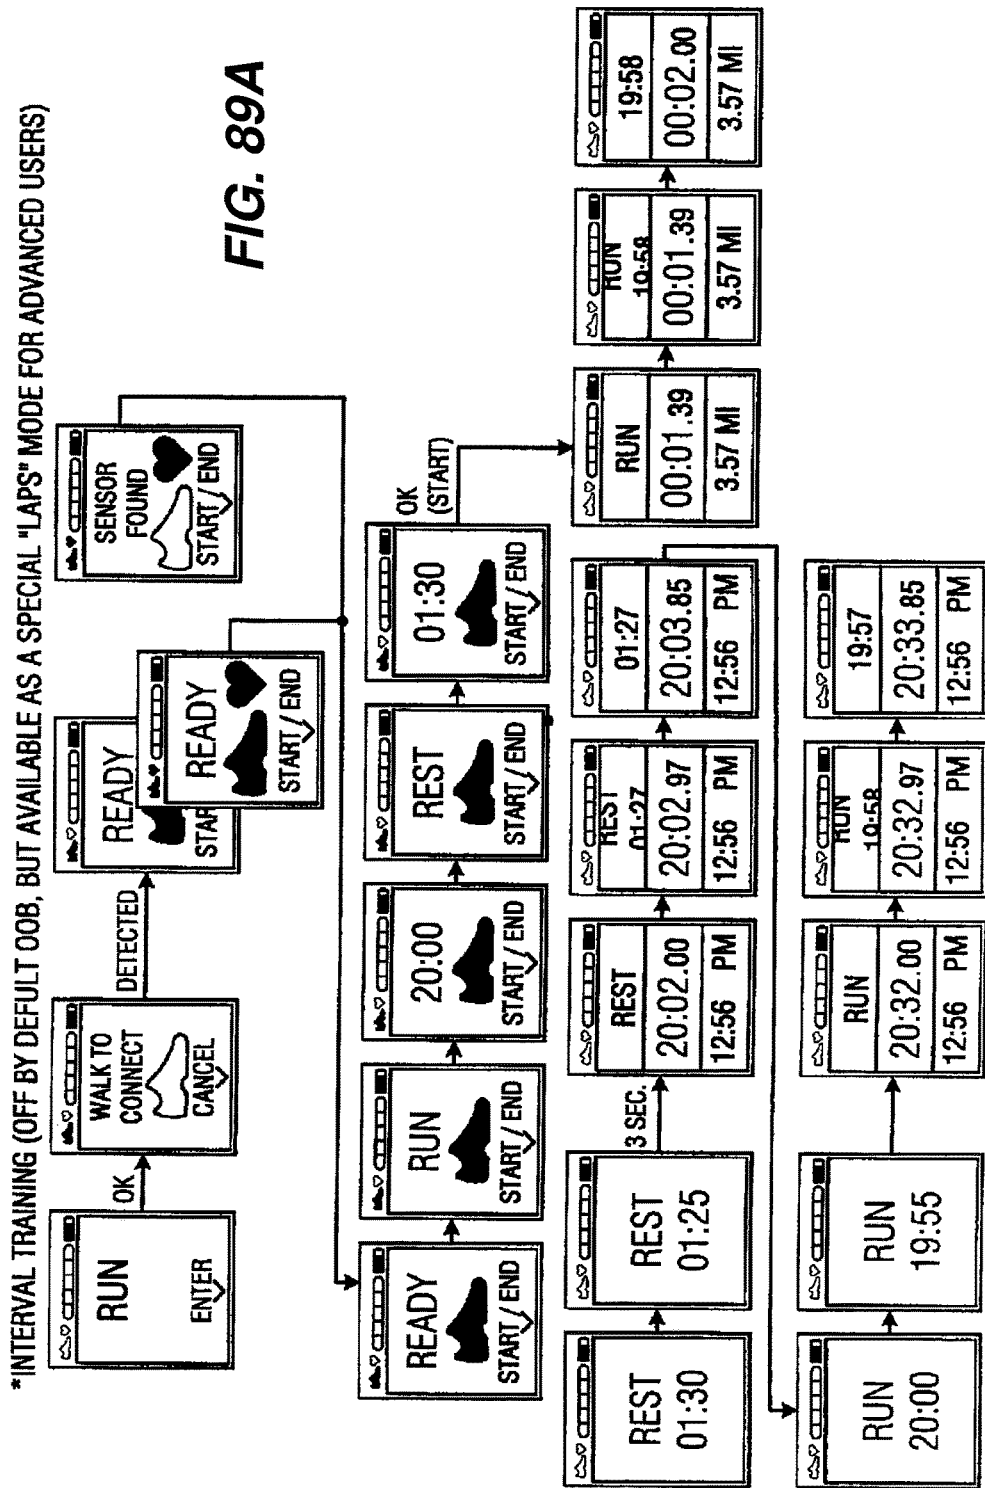 *INTERVAL TRAINING (OFF BY DEFULT OOB, BUT AVAILABLE AS A SPECIAL "LAPS" MODE FOR ADVANCED USERS)
FIG. 89A
RUN
ENTER
OK
WALK TO
CONNECT
CANCEL
DETECTED
READY
STAR
READY
START / END
SENSOR
FOUND
START / END
READY
START / END
RUN
START / END
20:00
START / END
REST
START / END
01:30
START / END
OK
(START)
RUN
00:01.39
3.57 MI
RUN
19:58
00:01.39
3.57 MI
19:58
00:02.00
3.57 MI
REST
01:30
REST
01:25
3 SEC.
REST
20:02.00
12:56 PM
REST
01:27
20:02.97
12:56 PM
01:27
20:03.85
12:56 PM
RUN
20:00
RUN
19:55
RUN
20:32.00
12:56 PM
RUN
19:58
20:32.97
12:56 PM
19:57
20:33.85
12:56 PM